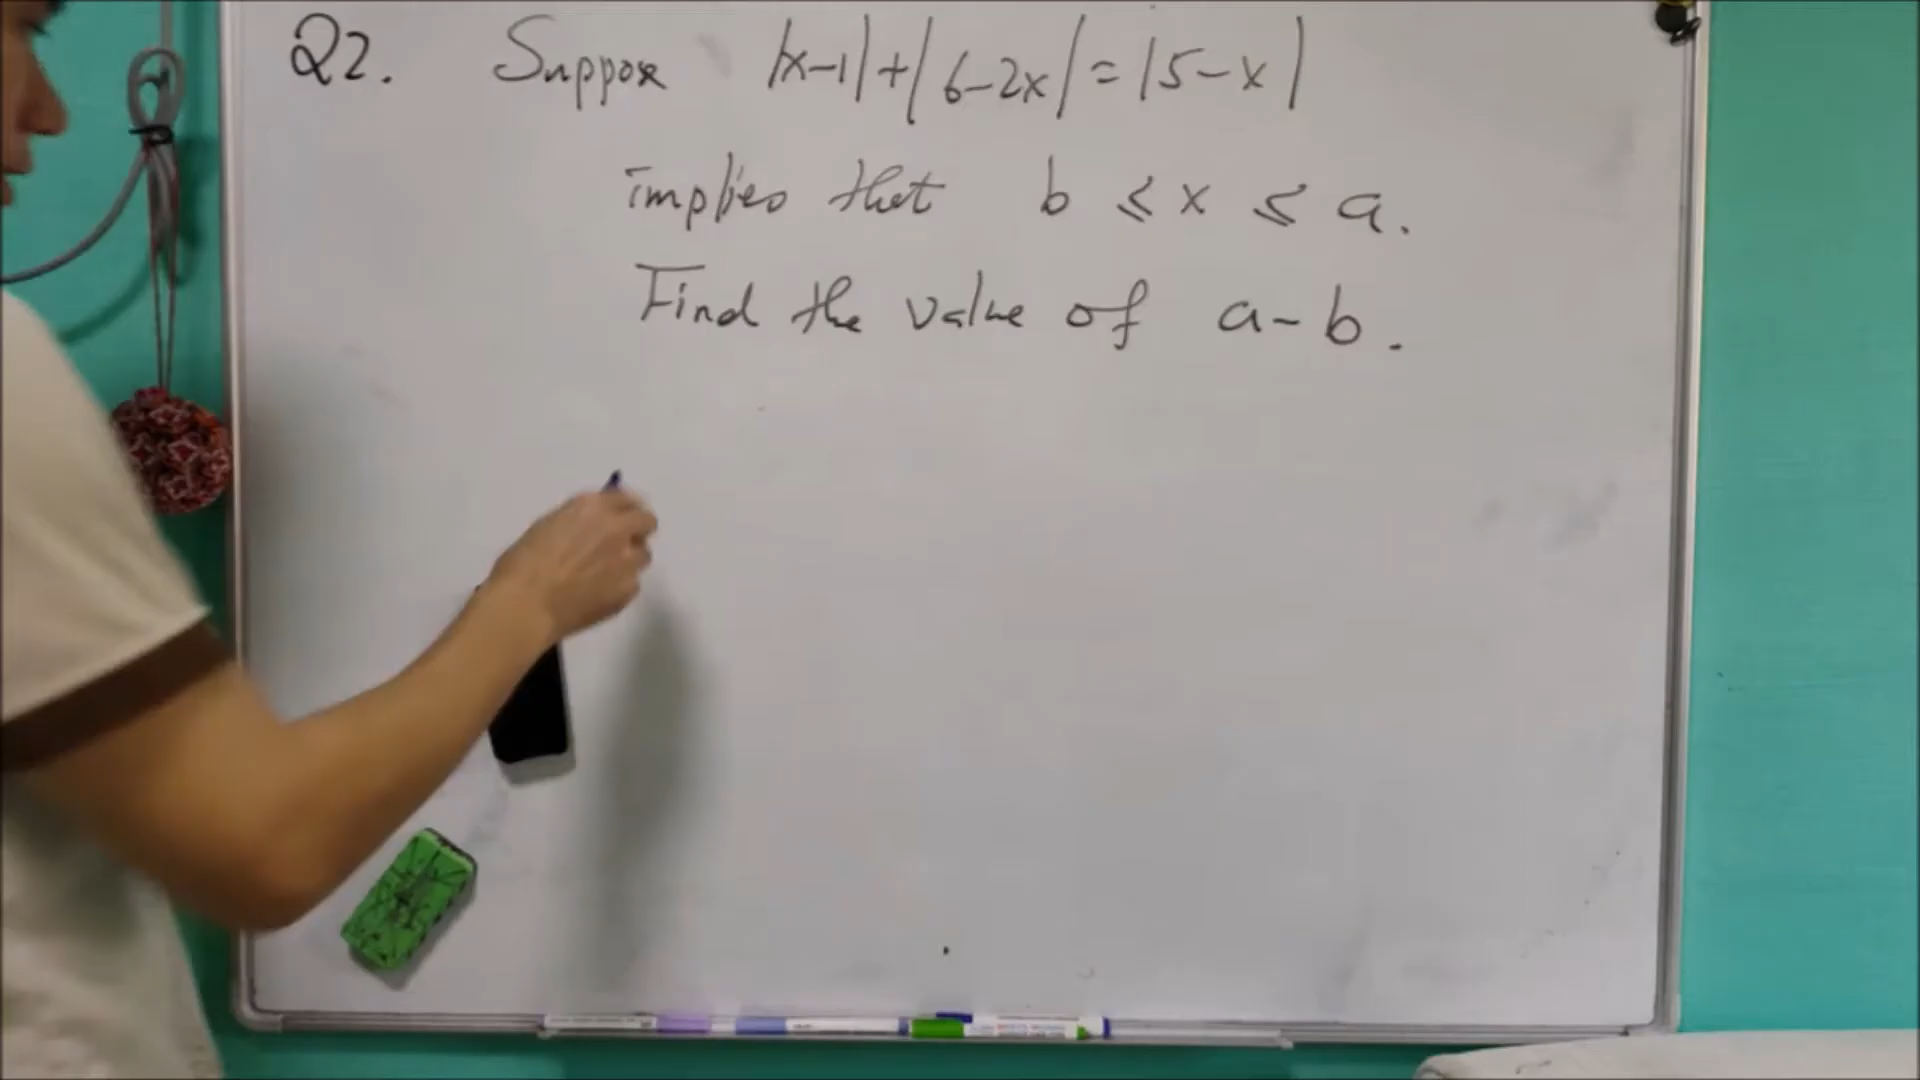 Q2. Suppose |x-1|+|6-2x|=|5-x|
implies that b ≤ x ≤ a.
Find the value of a-b.